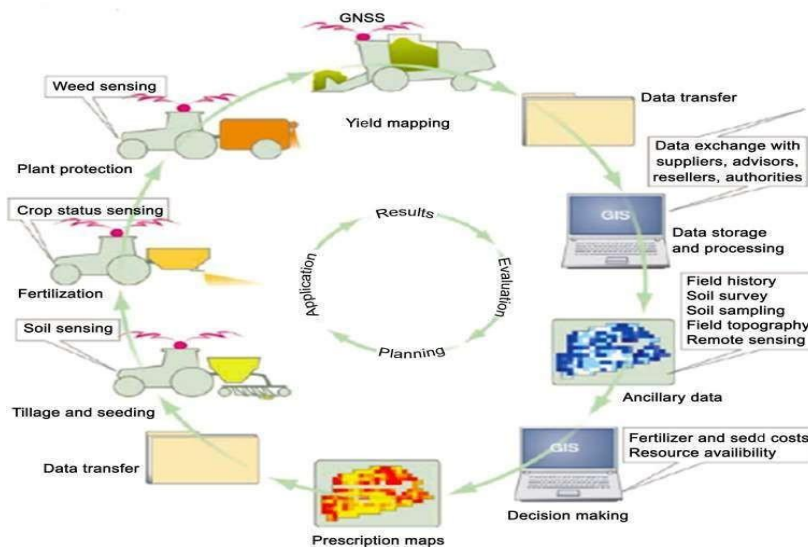 GNSS
Weed sensing
Yield mapping
Data transfer
Plant protection
Data exchange with
suppliers, advisors,
resellers, authorities
Crop status sensing
GIS
Data storage
and processing
Results
Evaluation
Planning
Application
Fertilization
Field history
Soil survey
Soil sampling
Field topography
Remote sensing
Soil sensing
Ancillary data
Tillage and seeding
Fertilizer and sedd costs
Resource availibility
GIS
Data transfer
Decision making
Prescription maps